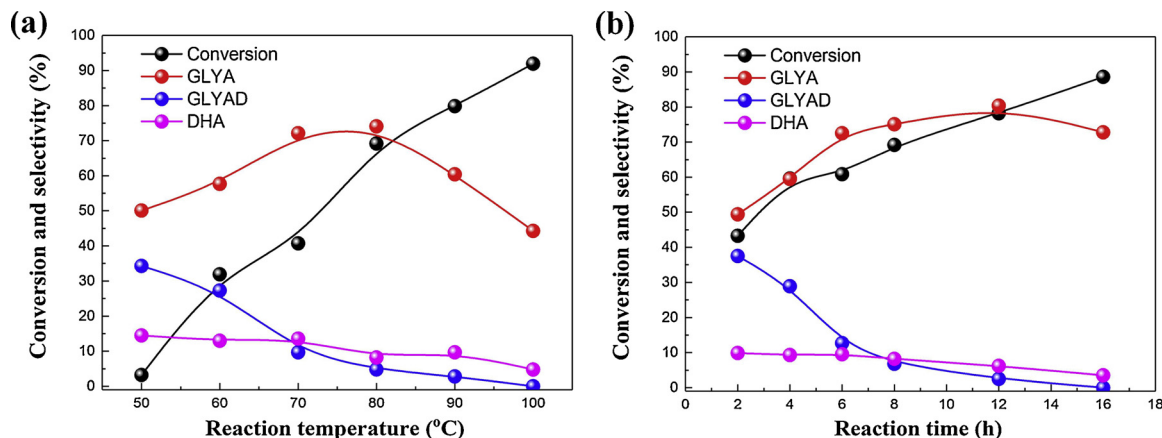 (a)
Conversion and selectivity (%)
100
90
80
70
60
50
40
30
20
10
0
Conversion
GLYA
GLYAD
DHA
50 60 70 80 90 100
Reaction temperature (°C)
(b)
Conversion and selectivity (%)
100
90
80
70
60
50
40
30
20
10
0
Conversion
GLYA
GLYAD
DHA
0 2 4 6 8 10 12 14 16 18
Reaction time (h)